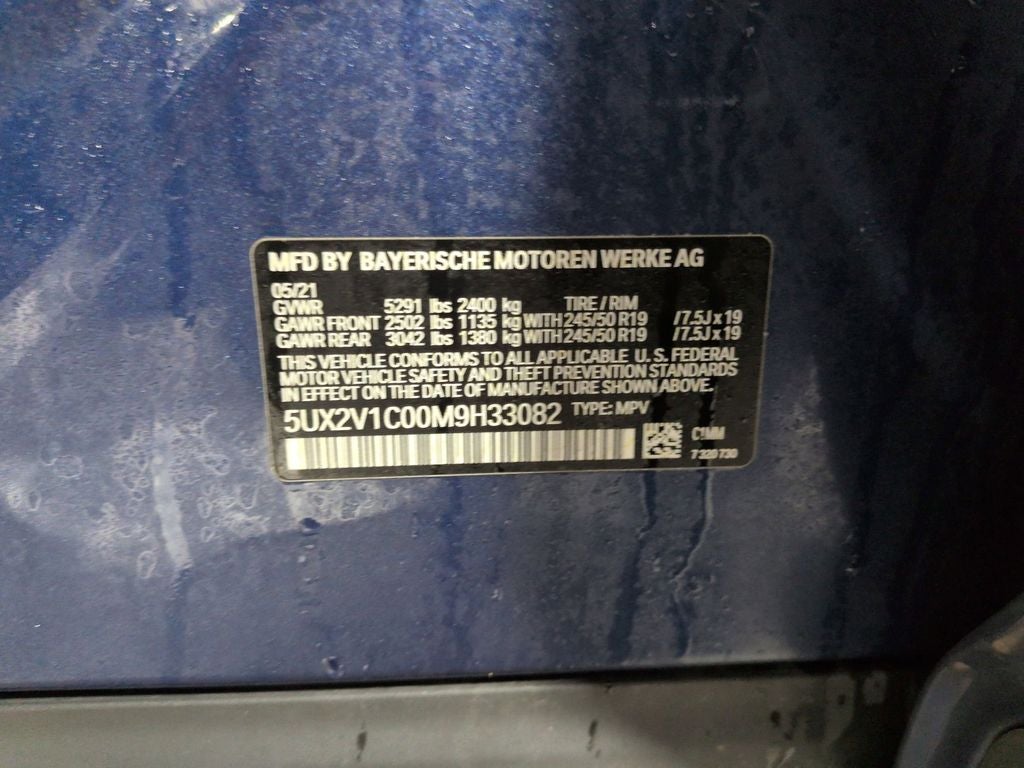 MFD BY BAYERISCHE MOTOREN WERKE AG
05/21
GVWR 5291 lbs 2400 kg TIRE / RIM
GAWR FRONT 2502 lbs 1135 kg WITH 245/50 R19 /7.5J x 19
GAWR REAR 3042 lbs 1380 kg WITH 245/50 R19 /7.5J x 19
THIS VEHICLE CONFORMS TO ALL APPLICABLE U.S. FEDERAL
MOTOR VEHICLE SAFETY AND THEFT PREVENTION STANDARDS
IN EFFECT ON THE DATE OF MANUFACTURE SHOWN ABOVE.
5UX2V1C00M9H33082 TYPE: MPV
C1MM
7 320 730